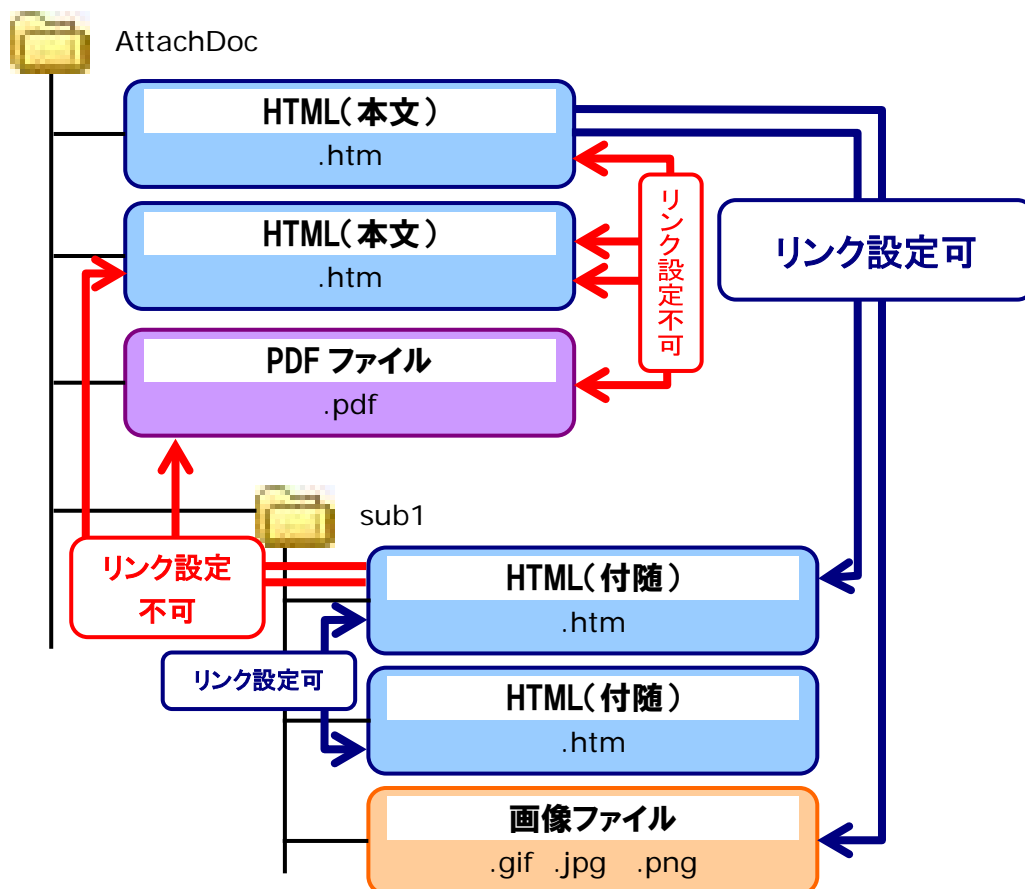 AttachDoc
HTML(本文)
.htm
HTML(本文)
.htm
リンク設定不可
リンク設定可
PDF ファイル
.pdf
sub1
リンク設定
不可
HTML(付随)
.htm
リンク設定可
HTML(付随)
.htm
画像ファイル
.gif .jpg .png